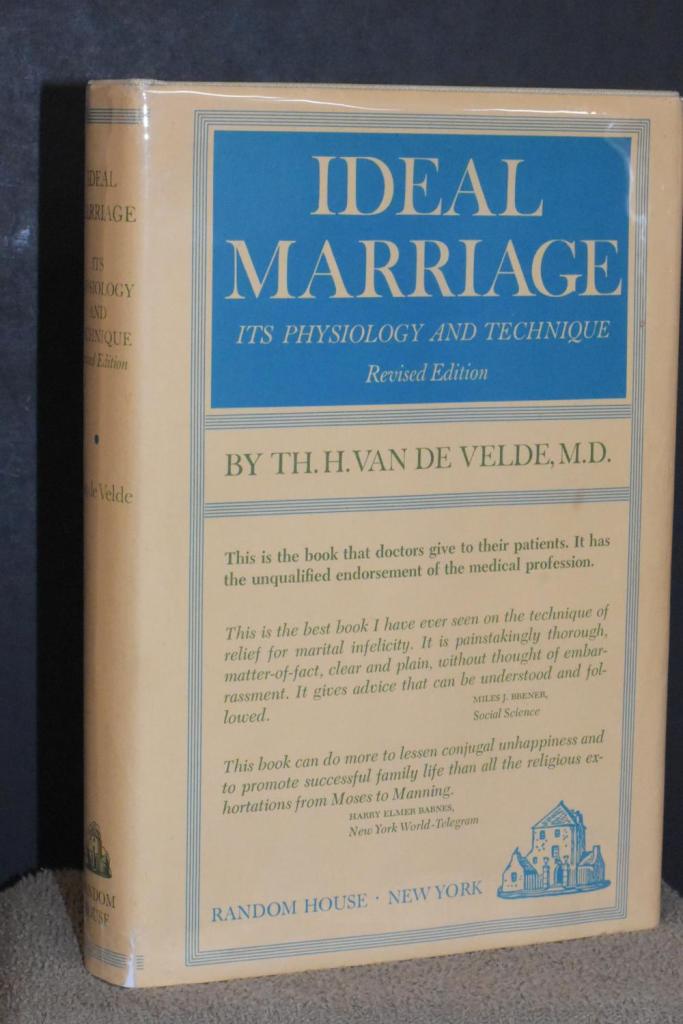 IDEAL
MARRIAGE
ITS PHYSIOLOGY AND TECHNIQUE
Revised Edition
BY TH. H. VAN DE VELDE, M.D.
This is the book that doctors give to their patients. It has
the unqualified endorsement of the medical profession.
This is the best book I have ever seen on the technique of
relief for marital infelicity. It is painstakingly thorough,
matter-of-fact, clear and plain, without thought of embar-
rassment. It gives advice that can be understood and fol-
lowed.
MILES J. BRENER,
Social Science
This book can do more to lessen conjugal unhappiness and
to promote successful family life than all the religious ex-
hortations from Moses to Manning.
HARRY ELMER BARNES,
New York World-Telegram
RANDOM HOUSE · NEW YORK
IDEAL
MARRIAGE
ITS
AND
Edition
de Velde
RANDOM
HOUSE